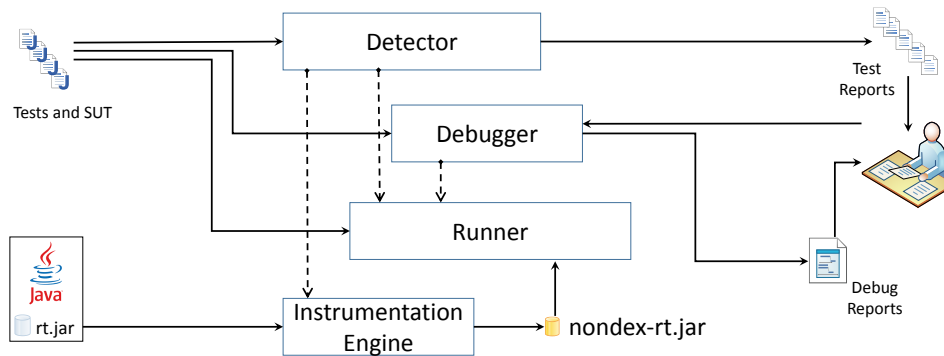 Detector
Tests and SUT
Test
Reports
Debugger
Runner
Java
rt.jar
Instrumentation
Engine
nondex-rt.jar
Debug
Reports
J
J
J
J